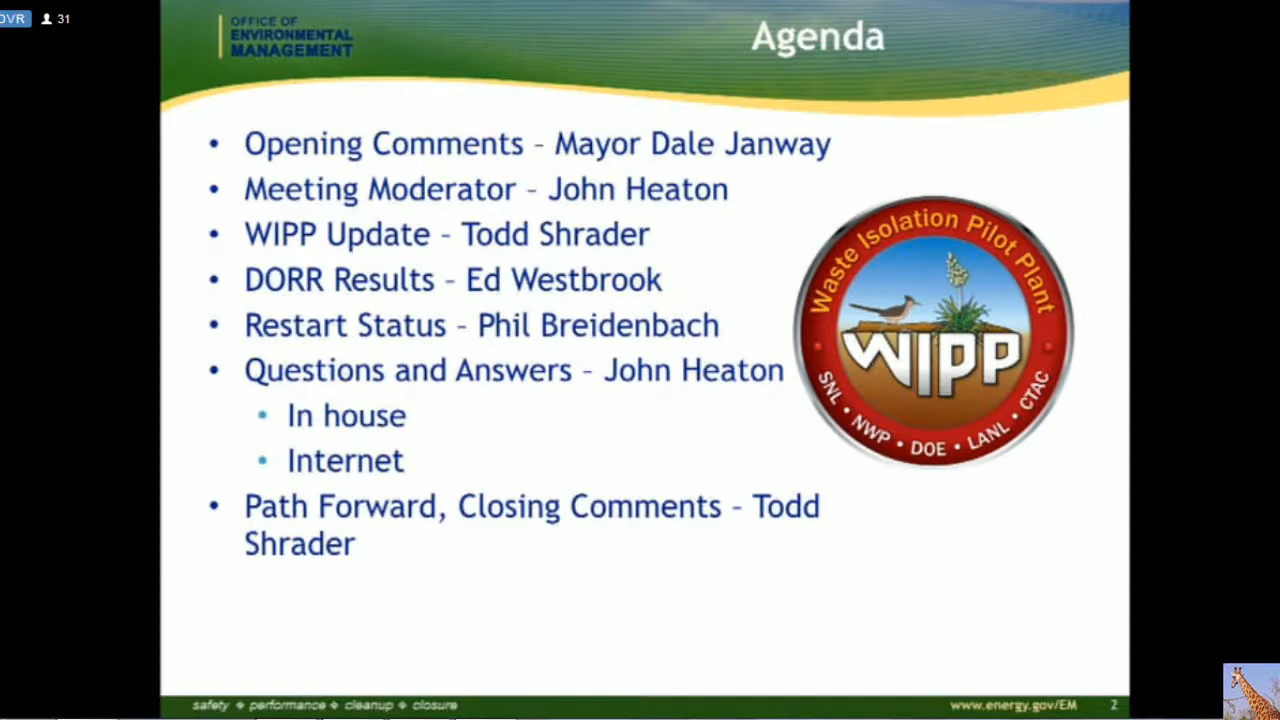 OVR 31
OFFICE OF
ENVIRONMENTAL
MANAGEMENT
Agenda
• Opening Comments – Mayor Dale Janway
• Meeting Moderator – John Heaton
• WIPP Update – Todd Shrader
• DORR Results – Ed Westbrook
• Restart Status – Phil Breidenbach
• Questions and Answers – John Heaton
• In house
• Internet
• Path Forward, Closing Comments – Todd
Shrader
Waste Isolation Pilot Plant
WIPP
SNL • NWP • DOE • LANL • CTAC
safety ❖ performance ❖ cleanup ❖ closure
www.energy.gov/EM 2